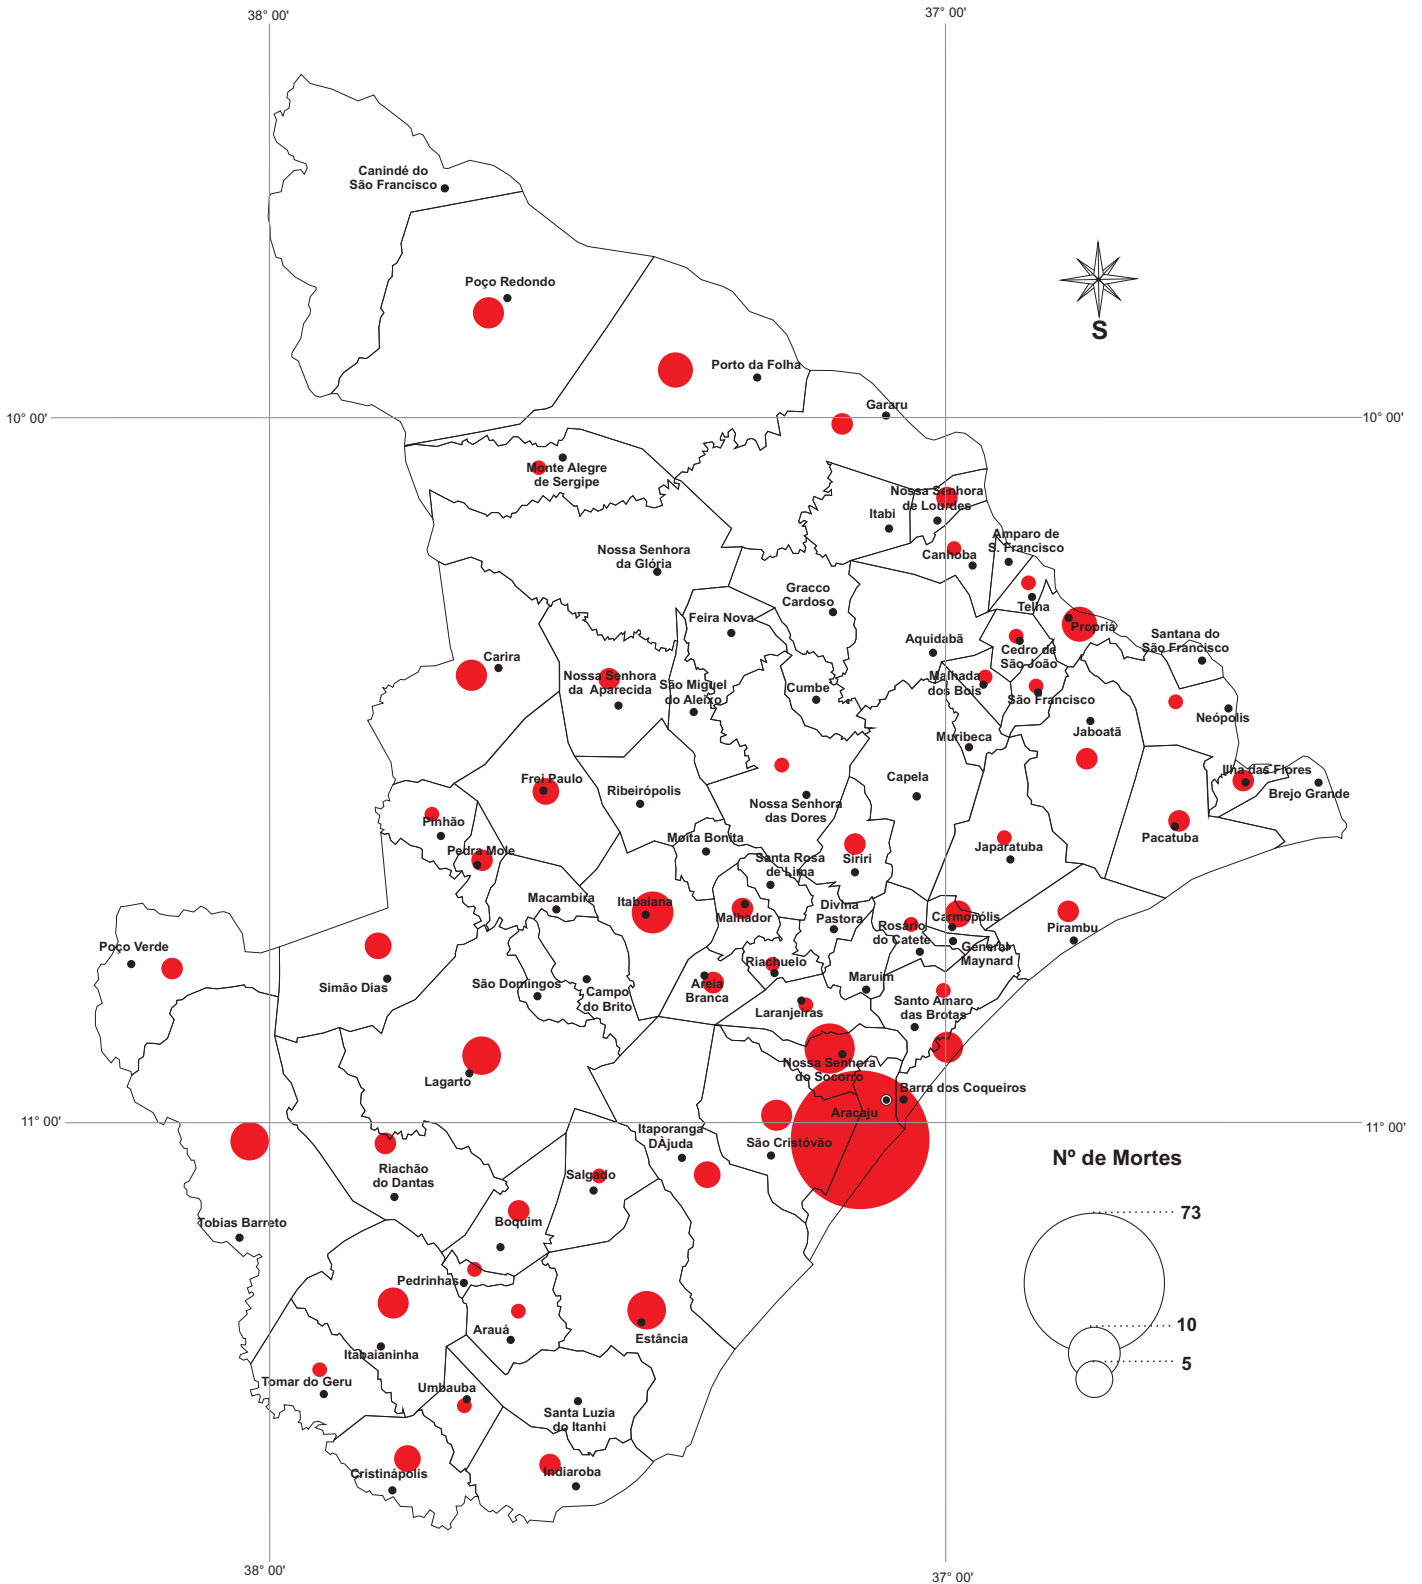 38° 00'
37° 00'
Canindé do
São Francisco
Poço Redondo
S
Porto da Folha
10° 00'
Gararu
10° 00'
Monte Alegre
de Sergipe
Nossa Senhora
de Lourdes
Itabi
Nossa Senhora
da Glória
Canhoba
Amparo de
S. Francisco
Gracco
Cardoso
Telha
Feira Nova
Propriá
Aquidabã
Cedro de
São João
Santana do
São Francisco
Carira
Nossa Senhora
da Aparecida
São Miguel
do Aleixo
Cumbe
Malhada
dos Bois
São Francisco
Neópolis
Muribeca
Jaboatã
Frei Paulo
Ribeirópolis
Capela
Ilha das Flores
Brejo Grande
Nossa Senhora
das Dores
Pinhão
Pedra Mole
Moita Bonita
Santa Rosa
de Lima
Siriri
Japaratuba
Pacatuba
Macambira
Itabaiana
Malhador
Divina
Pastora
Rosário
do Catete
Carmopólis
Pirambu
General
Maynard
Poço Verde
Simão Dias
São Domingos
Campo
do Brito
Areia
Branca
Riachuelo
Maruim
Laranjeiras
Santo Amaro
das Brotas
Lagarto
Nossa Senhora
do Socorro
Barra dos Coqueiros
Aracaju
11° 00'
11° 00'
Itaporanga
DÀjuda
São Cristóvão
Nº de Mortes
Riachão
do Dantas
Salgado
73
Tobias Barreto
Boquim
Pedrinhas
10
Arauá
Estância
5
Itabaianinha
Tomar do Geru
Umbauba
Santa Luzia
do Itanhi
Cristinápolis
Indiaroba
38° 00'
37° 00'